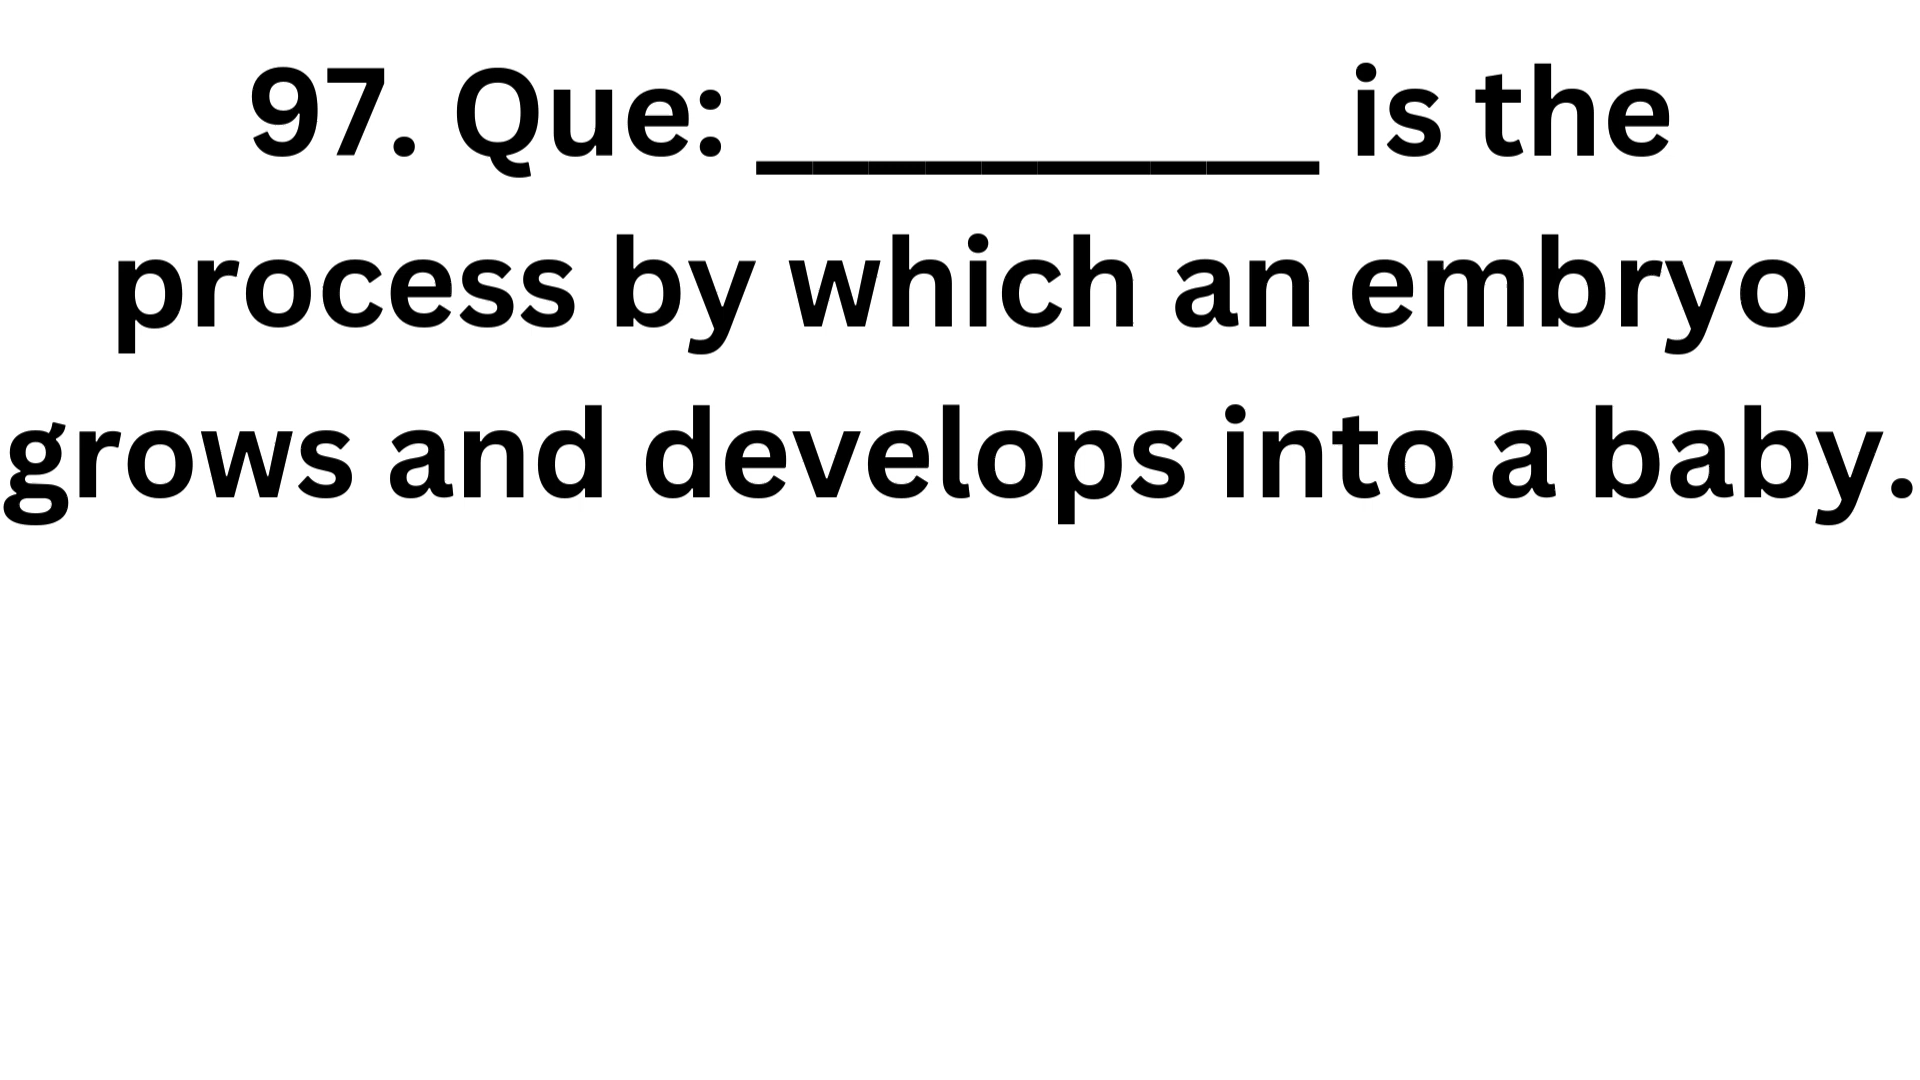 97. Que: __________ is the
process by which an embryo
grows and develops into a baby.